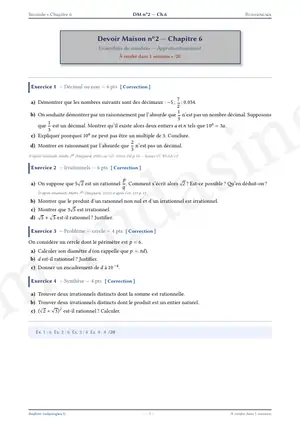 Seconde • Chapitre 6 DM n°2 — Ch.6
Devoir Maison n°2 — Chapitre 6
Ensembles de nombres — Approfondissement
À rendre dans 1 semaine • /20
Exercice 1 – Décimal ou non – 6 pts [ Correction ]
a) Démontrer que les nombres suivants sont des décimaux : −5 ; 7/2 ; 0,034.
b) On souhaite démontrer par un raisonnement par l'absurde que 1/3 n'est pas un nombre décimal. Supposons
que 1/3 est un décimal. Montrer qu'il existe alors deux entiers a et n tels que 10ⁿ = 3a.
c) Expliquer pourquoi 10ⁿ ne peut pas être un multiple de 3. Conclure.
d) Montrer en raisonnant par l'absurde que
n'est pas un décimal.
Exercice 2 – Irrationnels – 6 pts [ Correction ]
a) On suppose que 5√2 est un rationnel p/q. Comment s'écrit alors √2 ? Est-ce possible ? Qu'en déduit-on ?
b) Montrer que le produit d'un rationnel non nul et d'un irrationnel est irrationnel.
c) Montrer que
est irrationnel.
d)
est-il rationnel ? Justifier.
Exercice 3 – Problème – cercle – 4 pts [ Correction ]
On considère un cercle dont le périmètre est p = 6.
a) Calculer son diamètre d (on rappelle que p = πd).
b) d est-il rationnel ? Justifier.
c) Donner un encadrement de d à 10⁻⁴.
Exercice 4 – Synthèse – 4 pts [ Correction ]
a) Trouver deux irrationnels distincts dont la somme est rationnelle.
b) Trouver deux irrationnels distincts dont le produit est un entier naturel.
c) (√2 + √3)² est-il rationnel ? Calculer.
Ex. 1 : 6 Ex. 2 : 6 Ex. 3 : 4 Ex. 4 : 4 /20
– 1 –
À rendre dans 1 semaine